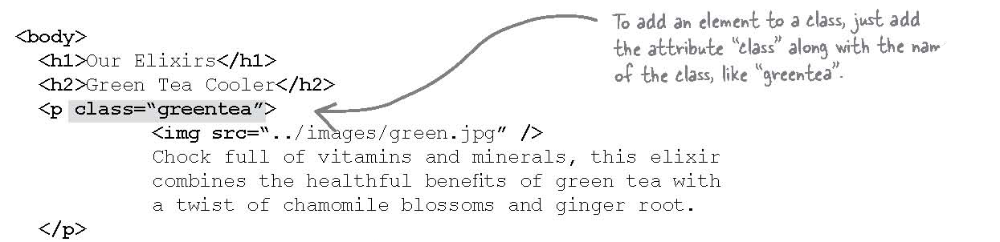 <body>
<h1>Our Elixirs</h1>
<h2>Green Tea Cooler</h2>
<p class=“greentea”>
<img src=“../images/green.jpg” />
Chock full of vitamins and minerals, this elixir
combines the healthful benefits of green tea with
a twist of chamomile blossoms and ginger root.
</p>
To add an element to a class, just add
the attribute “class” along with the nam
of the class, like “greentea”.